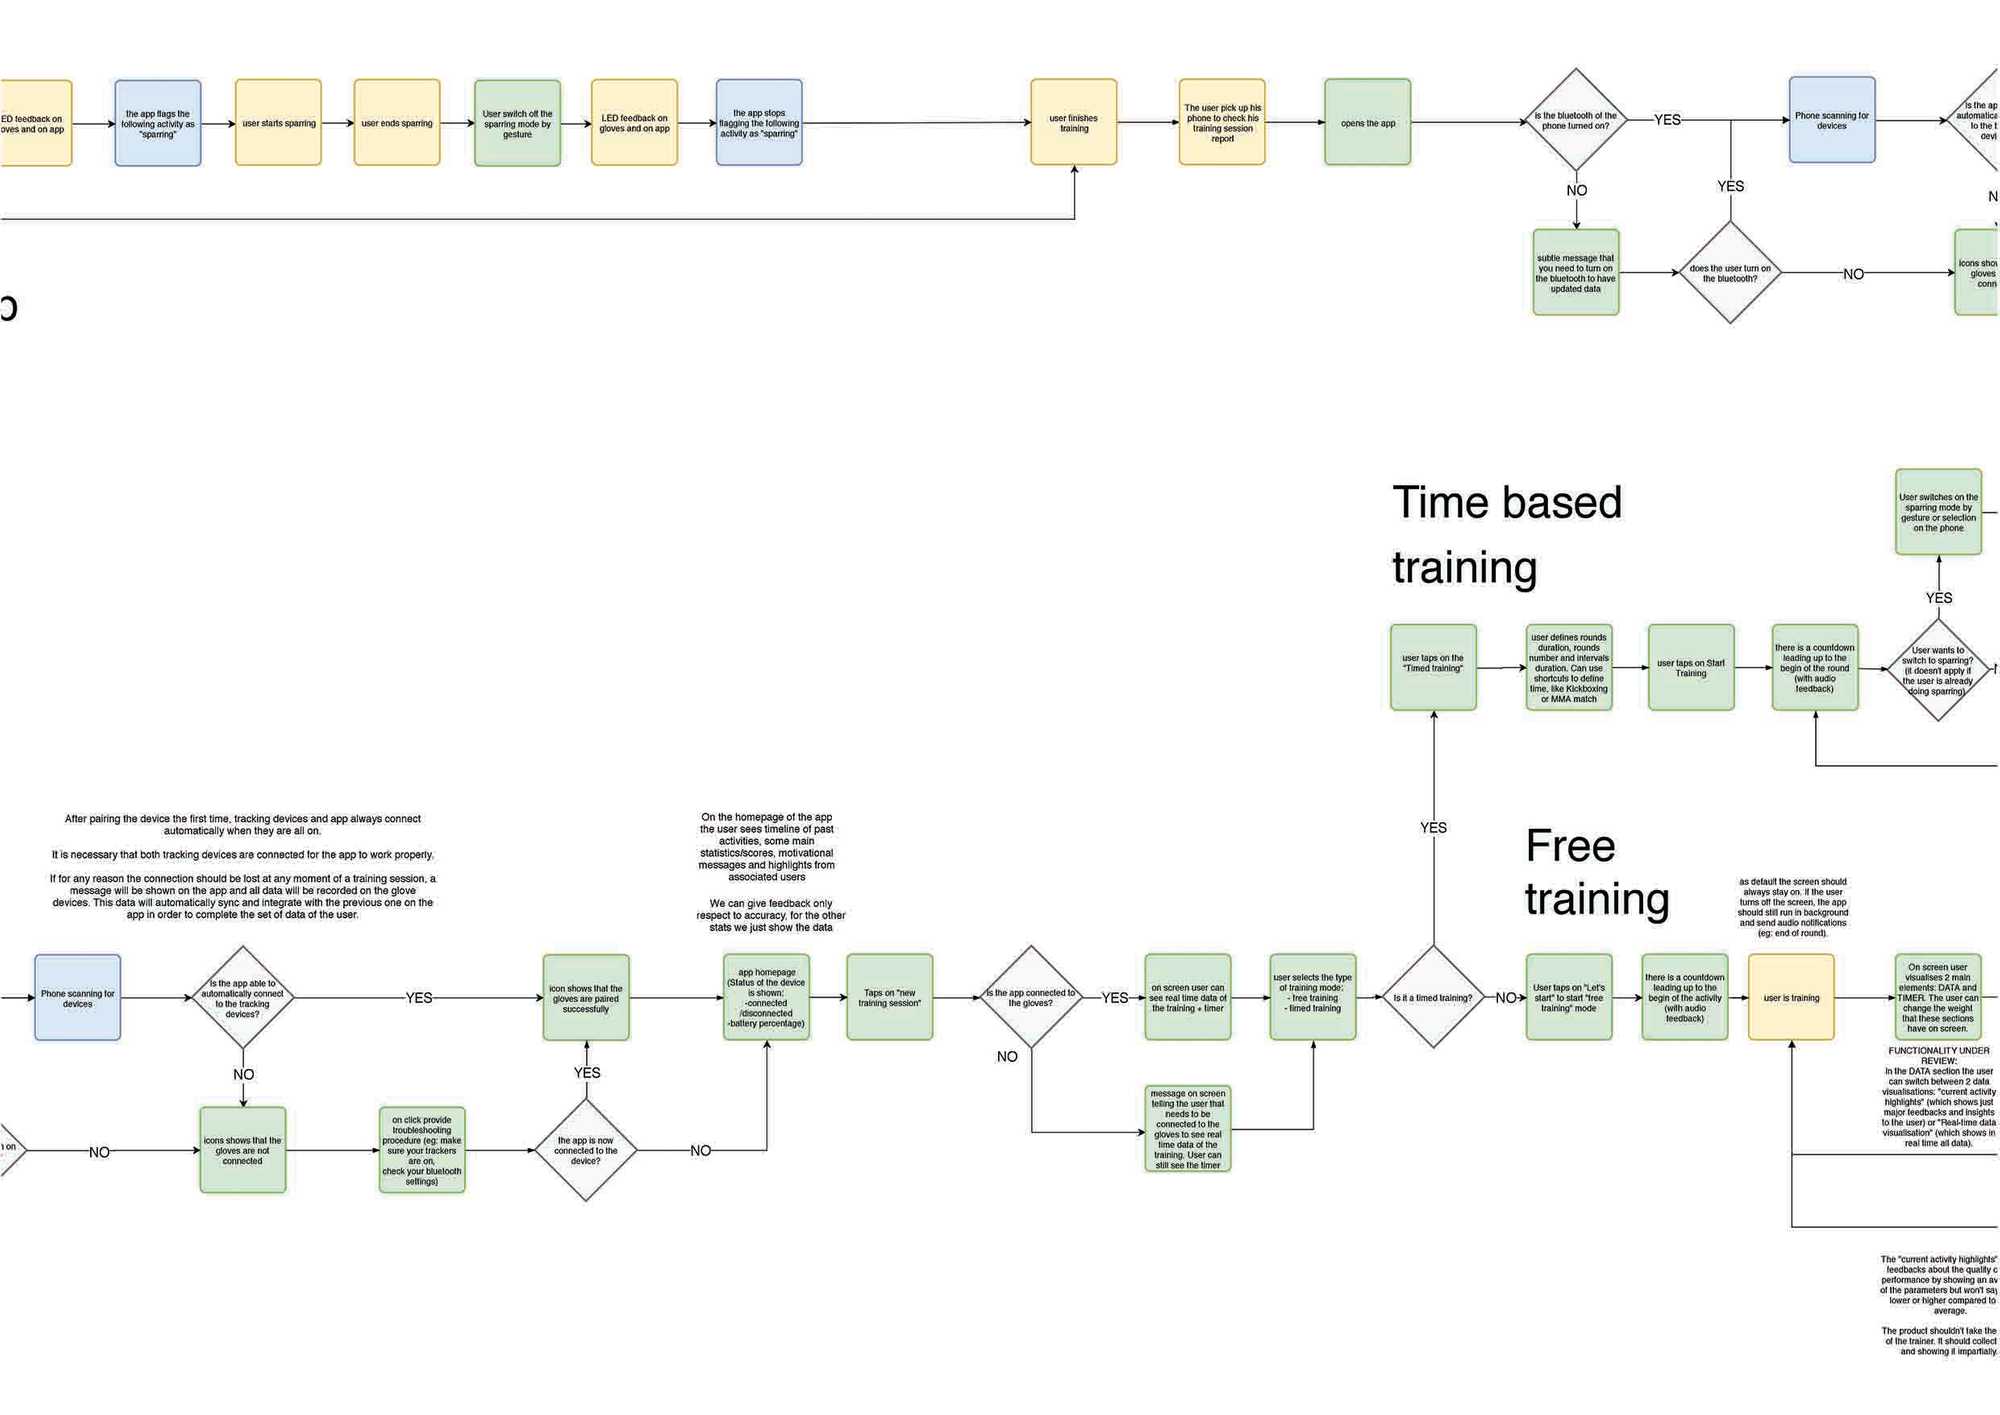 ED feedback on
oves and on app
the app flags the
following activity as
"sparring"
user starts sparring
user ends sparring
User switch off the
sparring mode by
gesture
LED feedback on
gloves and on app
the app stops
flagging the following
activity as "sparring"
user finishes
training
The user pick up his
phone to check his
training session
report
opens the app
is the bluetooth of the
phone turned on?
YES
Phone scanning for
devices
is the ap
automatica
to the t
devi
NO
YES
N
subtle message that
you need to turn on
the bluetooth to have
updated data
does the user turn on
the bluetooth?
NO
icons shov
gloves
conn
Time based
training
User switches on the
sparring mode by
gesture or selection
on the phone
YES
user taps on the
"Timed training"
user defines rounds
duration, rounds
number and intervals
duration. Can use
shortcuts to define
time, like Kickboxing
or MMA match
user taps on Start
Training
there is a countdown
leading up to the
begin of the round
(with audio
feedback)
User wants to
switch to sparring?
(it doesn't apply if
the user is already
doing sparring)
YES
After pairing the device the first time, tracking devices and app always connect
automatically when they are all on.
It is necessary that both tracking devices are connected for the app to work properly.
If for any reason the connection should be lost at any moment of a training session, a
message will be shown on the app and all data will be recorded on the glove
devices. This data will automatically sync and integrate with the previous one on the
app in order to complete the set of data of the user.
On the homepage of the app
the user sees timeline of past
activities, some main
statistics/scores, motivational
messages and highlights from
associated users
We can give feedback only
respect to accuracy, for the other
stats we just show the data
Free
training
as default the screen should
always stay on. If the user
turns off the screen, the app
should still run in background
and send audio notifications
(eg: end of round).
Phone scanning for
devices
Is the app able to
automatically connect
to the tracking
devices?
YES
icon shows that the
gloves are paired
successfully
app homepage
(Status of the device
is shown:
-connected
/disconnected
-battery percentage)
Taps on "new
training session"
is the app connected to
the gloves?
YES
on screen user can
see real time data of
the training + timer
user selects the type
of training mode:
- free training
- timed training
Is it a timed training?
NO
User taps on "Let's
start" to start "free
training" mode
there is a countdown
leading up to the
begin of the activity
(with audio
feedback)
user is training
On screen user
visualises 2 main
elements: DATA and
TIMER. The user can
change the weight
that these sections
have on screen.
NO
YES
NO
FUNCTIONALITY UNDER
REVIEW:
In the DATA section the user
can switch between 2 data
visualisations: "current activity
highlights" (which shows just
major feedbacks and insights
to the user) or "Real-time data
visualisation" (which shows in
real time all data).
on
NO
icons shows that the
gloves are not
connected
on click provide
troubleshooting
procedure (eg: make
sure your trackers
are on,
check your bluetooth
settings)
the app is now
connected to the
device?
NO
message on screen
telling the user that
needs to be
connected to the
gloves to see real
time data of the
training. User can
still see the timer
The "current activity highlights"
feedbacks about the quality c
performance by showing an av
of the parameters but won't say
lower or higher compared to
average.
The product shouldn't take the
of the trainer. It should collect
and showing it impartially.